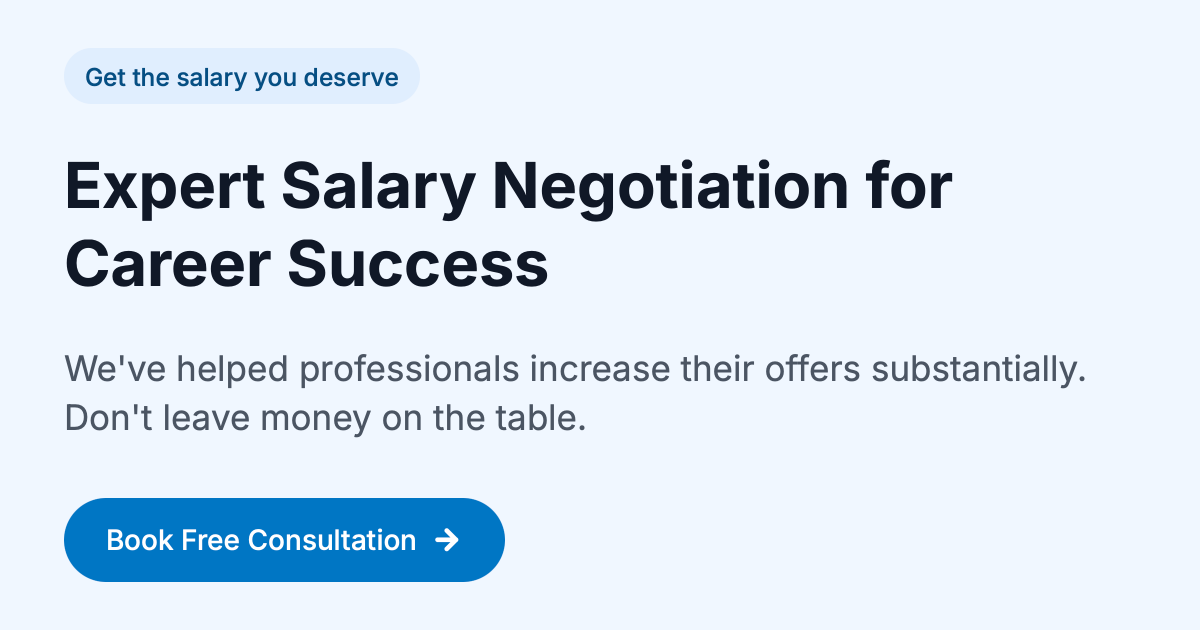 Get the salary you deserve
Expert Salary Negotiation for
Career Success
We've helped professionals increase their offers substantially.
Don't leave money on the table.
Book Free Consultation →